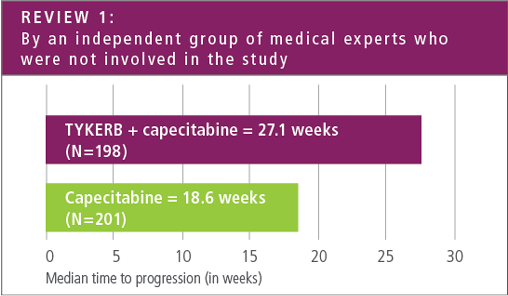 REVIEW 1:
By an independent group of medical experts who
were not involved in the study
TYKERB + capecitabine = 27.1 weeks
(N=198)
Capecitabine = 18.6 weeks
(N=201)
0 5 10 15 20 25 30
Median time to progression (in weeks)